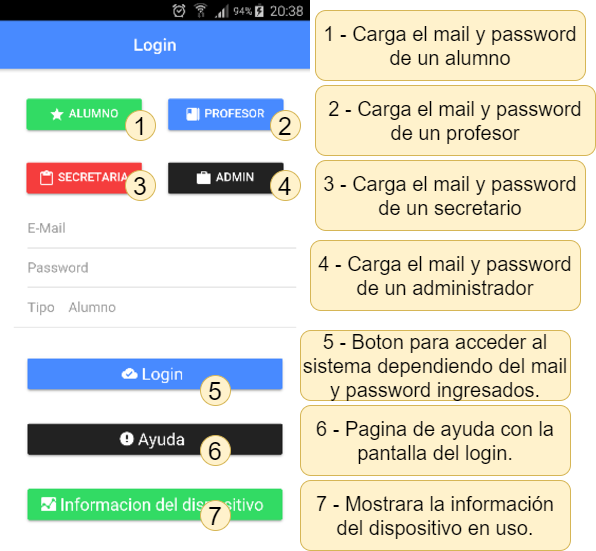 94% 20:38
Login
ALUMNO
1
PROFESOR
2
SECRETARIA
3
ADMIN
4
E-Mail
Password
Tipo Alumno
Login
5
Ayuda
6
Informacion del dispositivo
7
1 - Carga el mail y password
de un alumno
2 - Carga el mail y password
de un profesor
3 - Carga el mail y password
de un secretario
4 - Carga el mail y password
de un administrador
5 - Boton para acceder al
sistema dependiendo del mail
y password ingresados.
6 - Pagina de ayuda con la
pantalla del login.
7 - Mostrara la información
del dispositivo en uso.